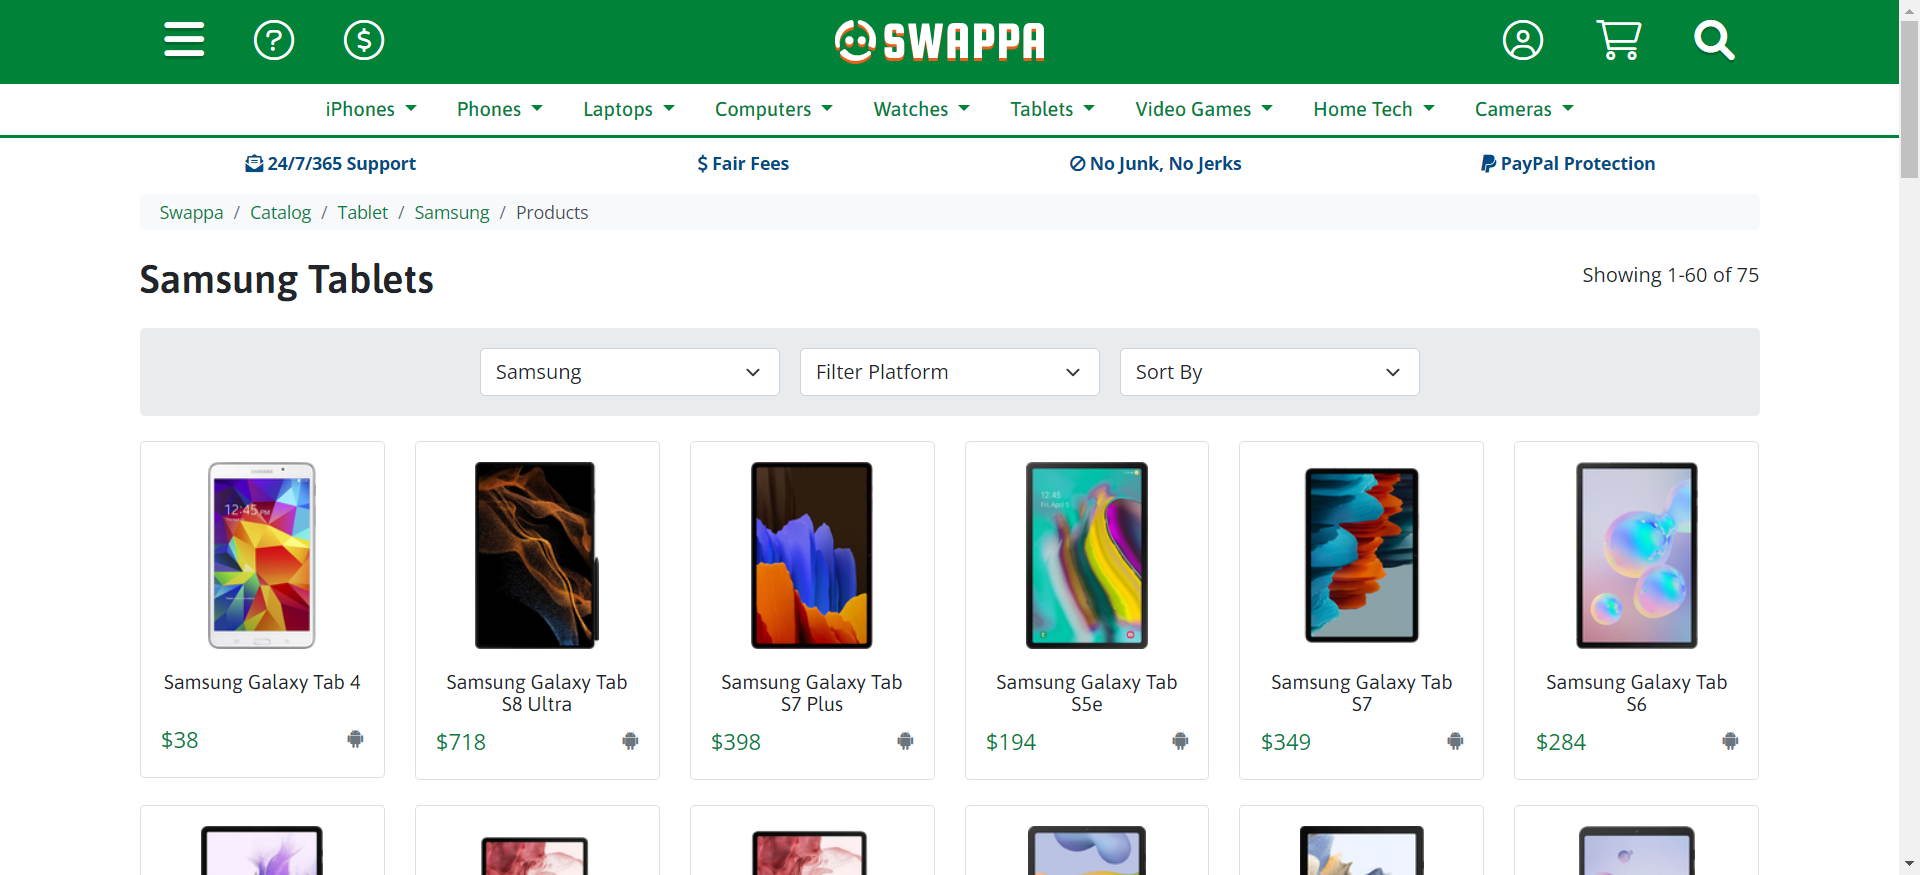 SWAPPA
iPhones Phones Laptops Computers Watches Tablets Video Games Home Tech Cameras
24/7/365 Support $ Fair Fees No Junk, No Jerks PayPal Protection
Swappa / Catalog / Tablet / Samsung / Products
Samsung Tablets
Showing 1-60 of 75
Samsung Filter Platform Sort By
Samsung Galaxy Tab 4
$38
Samsung Galaxy Tab
S8 Ultra
$718
Samsung Galaxy Tab
S7 Plus
$398
12:45
Fri, April 5
Samsung Galaxy Tab
S5e
$194
Samsung Galaxy Tab
S7
$349
Samsung Galaxy Tab
S6
$284